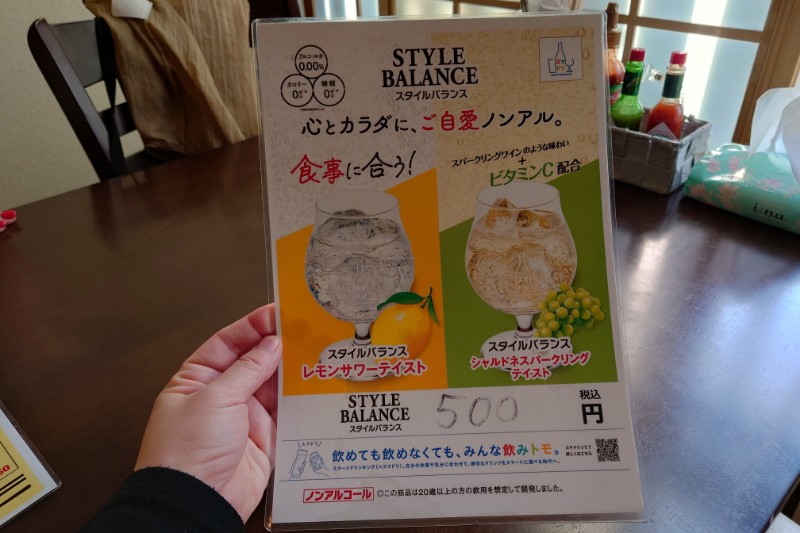 アルコール分
0.00%
カロリー
0
糖類
0
STYLE
BALANCE
スタイルバランス
心とカラダに、ご自愛ノンアル。
食事に合う!
スパークリングワインのような味わい
+
ビタミンC配合
スタイルバランス
レモンサワーテイスト
スタイルバランス
シャルドネスパークリング
テイスト
STYLE
BALANCE
スタイルバランス
500
税込
円
スマドリ
飲めても飲めなくても、みんな飲みトモ。
ノンアルコール
◎この商品は20歳以上の方の飲用を想定して開発しました。
i:na